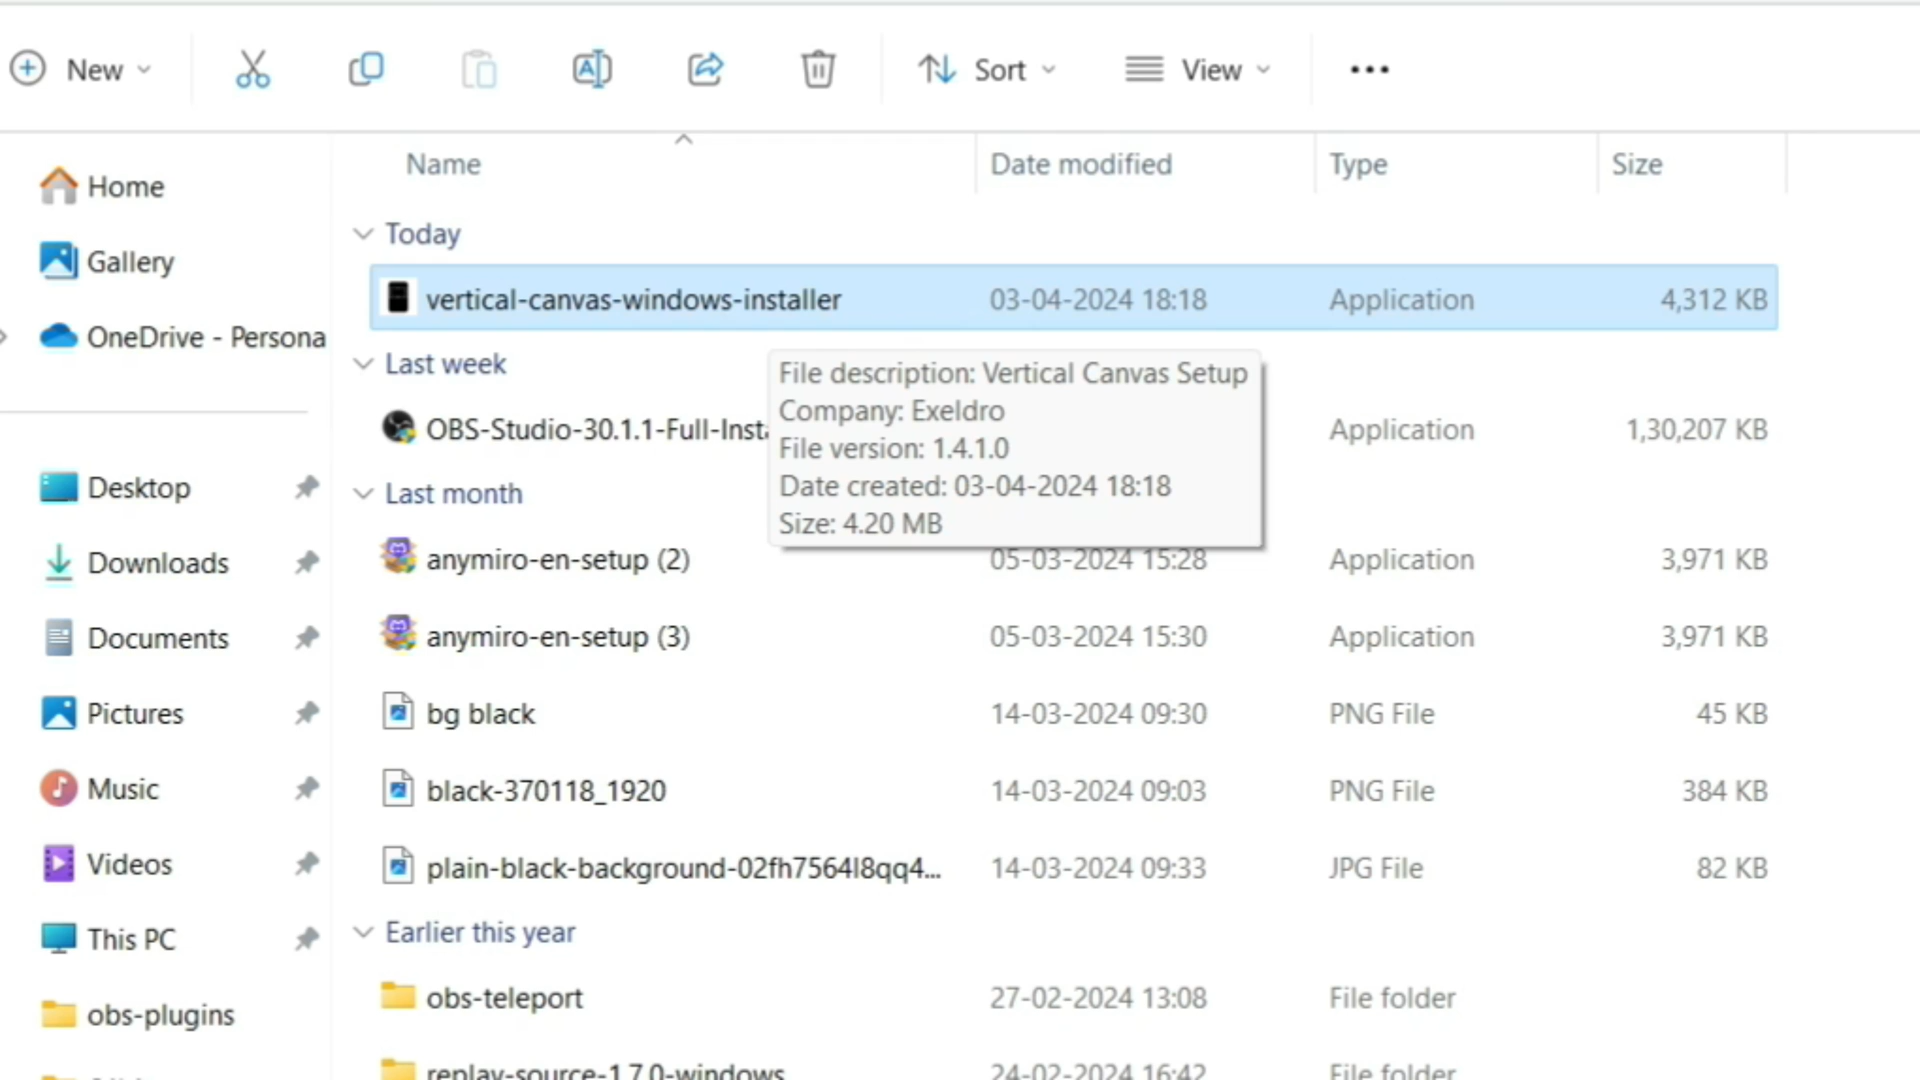 New
Sort
View
Name
Date modified
Type
Size
Home
Gallery
OneDrive - Persona
Desktop
Downloads
Documents
Pictures
Music
Videos
This PC
obs-plugins
Today
vertical-canvas-windows-installer 03-04-2024 18:18 Application 4,312 KB
Last week
OBS-Studio-30.1.1-Full-Insta Application 1,30,207 KB
File description: Vertical Canvas Setup
Company: Exeldro
File version: 1.4.1.0
Date created: 03-04-2024 18:18
Size: 4.20 MB
Last month
anymiro-en-setup (2) 05-03-2024 15:28 Application 3,971 KB
anymiro-en-setup (3) 05-03-2024 15:30 Application 3,971 KB
bg black 14-03-2024 09:30 PNG File 45 KB
black-370118_1920 14-03-2024 09:03 PNG File 384 KB
plain-black-background-02fh7564l8qq4... 14-03-2024 09:33 JPG File 82 KB
Earlier this year
obs-teleport 27-02-2024 13:08 File folder
replay-source-1.7.0-windows 24-02-2024 16:42 File folder